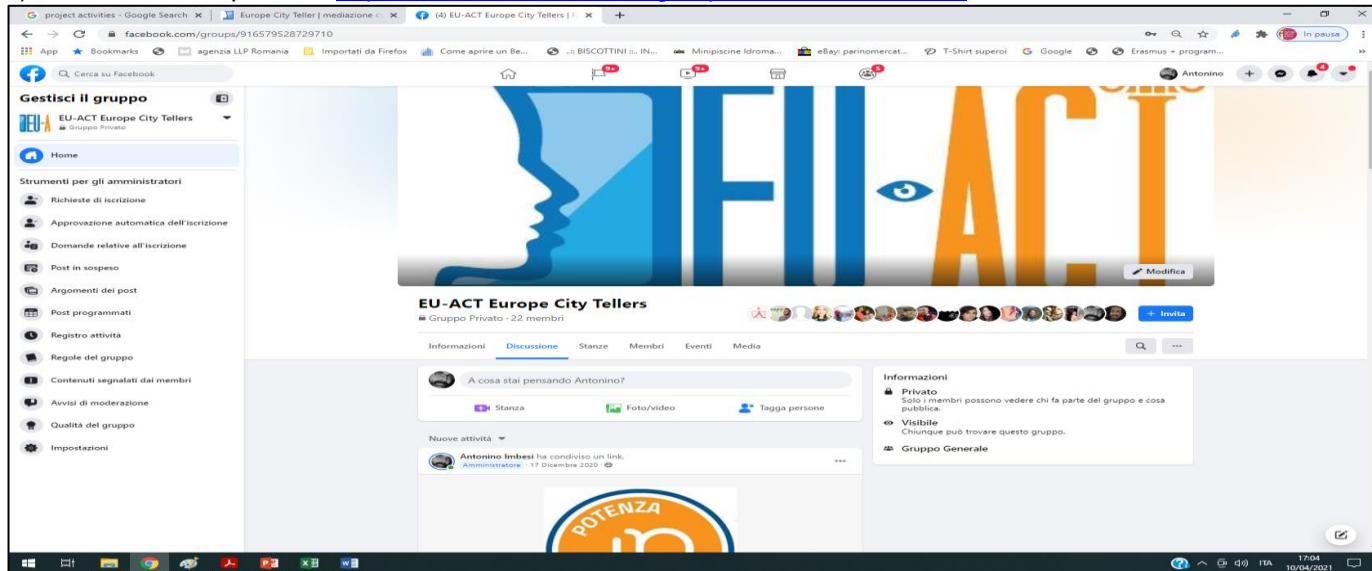 project activities - Google Search
Europe City Teller | mediazione c
(4) EU-ACT Europe City Tellers |
facebook.com/groups/916579528729710
In pausa
App
Bookmarks
agenzia LLP Romania
Importati da Firefox
Come aprire un Be...
..:: BISCOTTINI ::.. IN...
Minipiscine Idroma...
eBay: parinomercat...
T-Shirt superoi
Google
Erasmus + program...
Cerca su Facebook
9+
9+
5
Antonino
4
Gestisci il gruppo
EU-ACT Europe City Tellers
Gruppo Privato
Home
Strumenti per gli amministratori
Richieste di iscrizione
Approvazione automatica dell'iscrizione
Domande relative all'iscrizione
Post in sospeso
Argomenti dei post
Post programmati
Registro attività
Regole del gruppo
Contenuti segnalati dai membri
Avvisi di moderazione
Qualità del gruppo
Impostazioni
EU-ACT
Modifica
EU-ACT Europe City Tellers
Gruppo Privato · 22 membri
+ Invita
Informazioni Discussione Stanze Membri Eventi Media
A cosa stai pensando Antonino?
Stanza Foto/video Tagga persone
Nuove attività
Antonino Imbesi ha condiviso un link.
Amministratore · 17 Dicembre 2020
POTENZA
in
Informazioni
Privato
Solo i membri possono vedere chi fa parte del gruppo e cosa
pubblica.
Visibile
Chiunque può trovare questo gruppo.
Gruppo Generale
ITA
17:04
10/04/2021